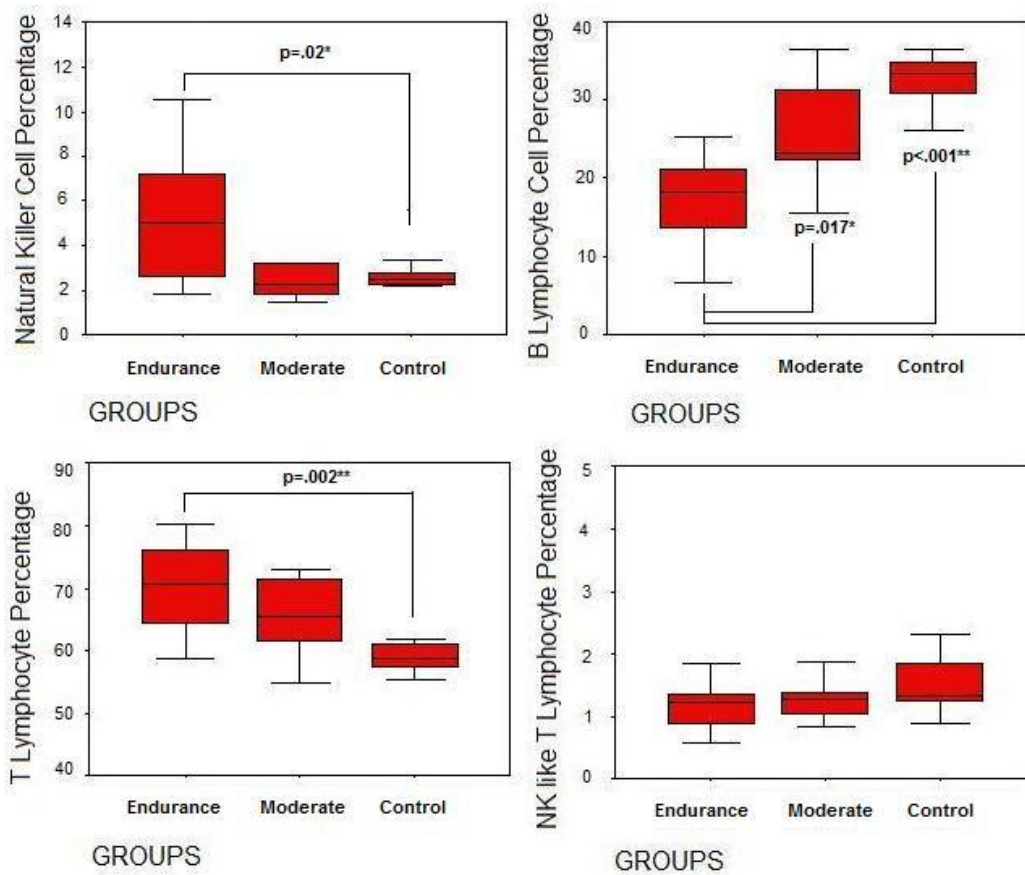 Natural Killer Cell Percentage
14
12
10
8
6
4
2
0
p=.02*
Endurance Moderate Control
GROUPS
B Lymphocyte Cell Percentage
40
30
20
10
0
p<.001**
p=.017*
Endurance Moderate Control
GROUPS
T Lymphocyte Percentage
90
80
70
60
50
40
p=.002**
Endurance Moderate Control
GROUPS
NK like T Lymphocyte Percentage
5
4
3
2
1
0
Endurance Moderate Control
GROUPS